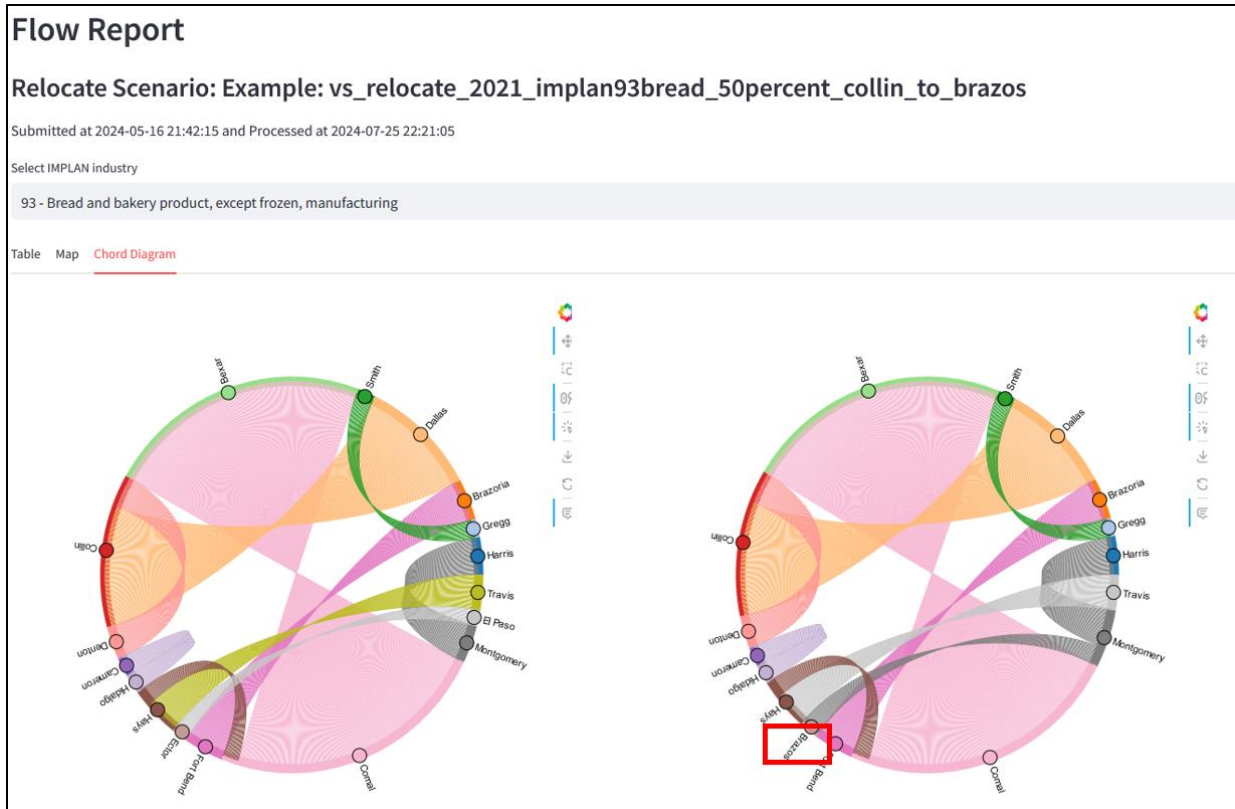 Flow Report
Relocate Scenario: Example: vs_relocate_2021_implan93bread_50percent_collin_to_brazos
Submitted at 2024-05-16 21:42:15 and Processed at 2024-07-25 22:21:05
Select IMPLAN industry
93 - Bread and bakery product, except frozen, manufacturing
Table Map Chord Diagram
Bexar
Smith
Dallas
Brazoria
Gregg
Harris
Travis
El Paso
Montgomery
Comal
Fort Bend
Ector
Hays
Hidalgo
Cameron
Denton
Collin
Bexar
Smith
Dallas
Brazoria
Gregg
Harris
Travis
Montgomery
Comal
Fort Bend
Brazos
Hays
Hidalgo
Cameron
Denton
Collin